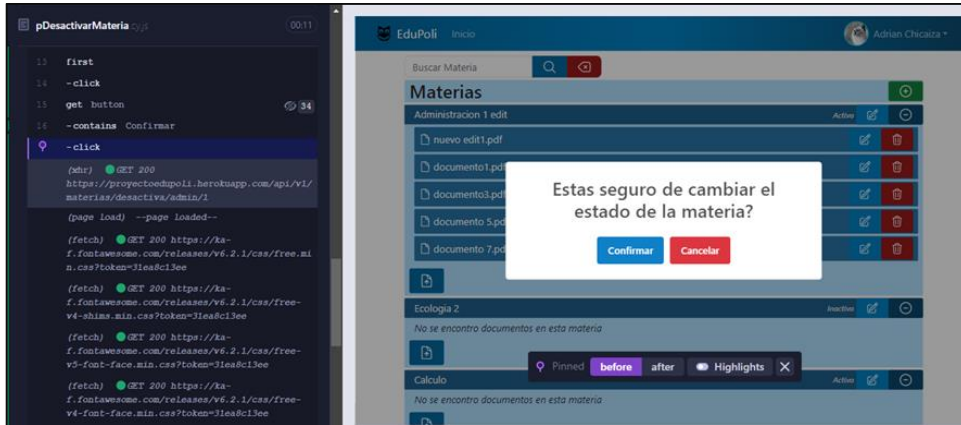 pDesactivarMateria.cy.js
00:11
13 first
14 -click
15 get button 34
16 -contains Confirmar
-click
(xhr) GET 200
https://proyectoedupoli.herokuapp.com/api/v1/
materias/desactiva/admin/1
(page load) --page loaded--
(fetch) GET 200 https://ka-
f.fontawesome.com/releases/v6.2.1/css/free.mi
n.css?token=31ea8c13ee
(fetch) GET 200 https://ka-
f.fontawesome.com/releases/v6.2.1/css/free-
v4-shims.min.css?token=31ea8c13ee
(fetch) GET 200 https://ka-
f.fontawesome.com/releases/v6.2.1/css/free-
v5-font-face.min.css?token=31ea8c13ee
(fetch) GET 200 https://ka-
f.fontawesome.com/releases/v6.2.1/css/free-
v4-font-face.min.css?token=31ea8c13ee
EduPoli Inicio Adrian Chicaiza
Buscar Materia
Materias
Administracion 1 edit Activo
nuevo edit1.pdf
documento1.pdf
documento3.pdf
documento 5.pd
documento 7.pd
Estas seguro de cambiar el
estado de la materia?
Confirmar Cancelar
Ecologia 2 Inactivo
No se encontro documentos en esta materia
Pinned before after Highlights
Calculo Activo
No se encontro documentos en esta materia